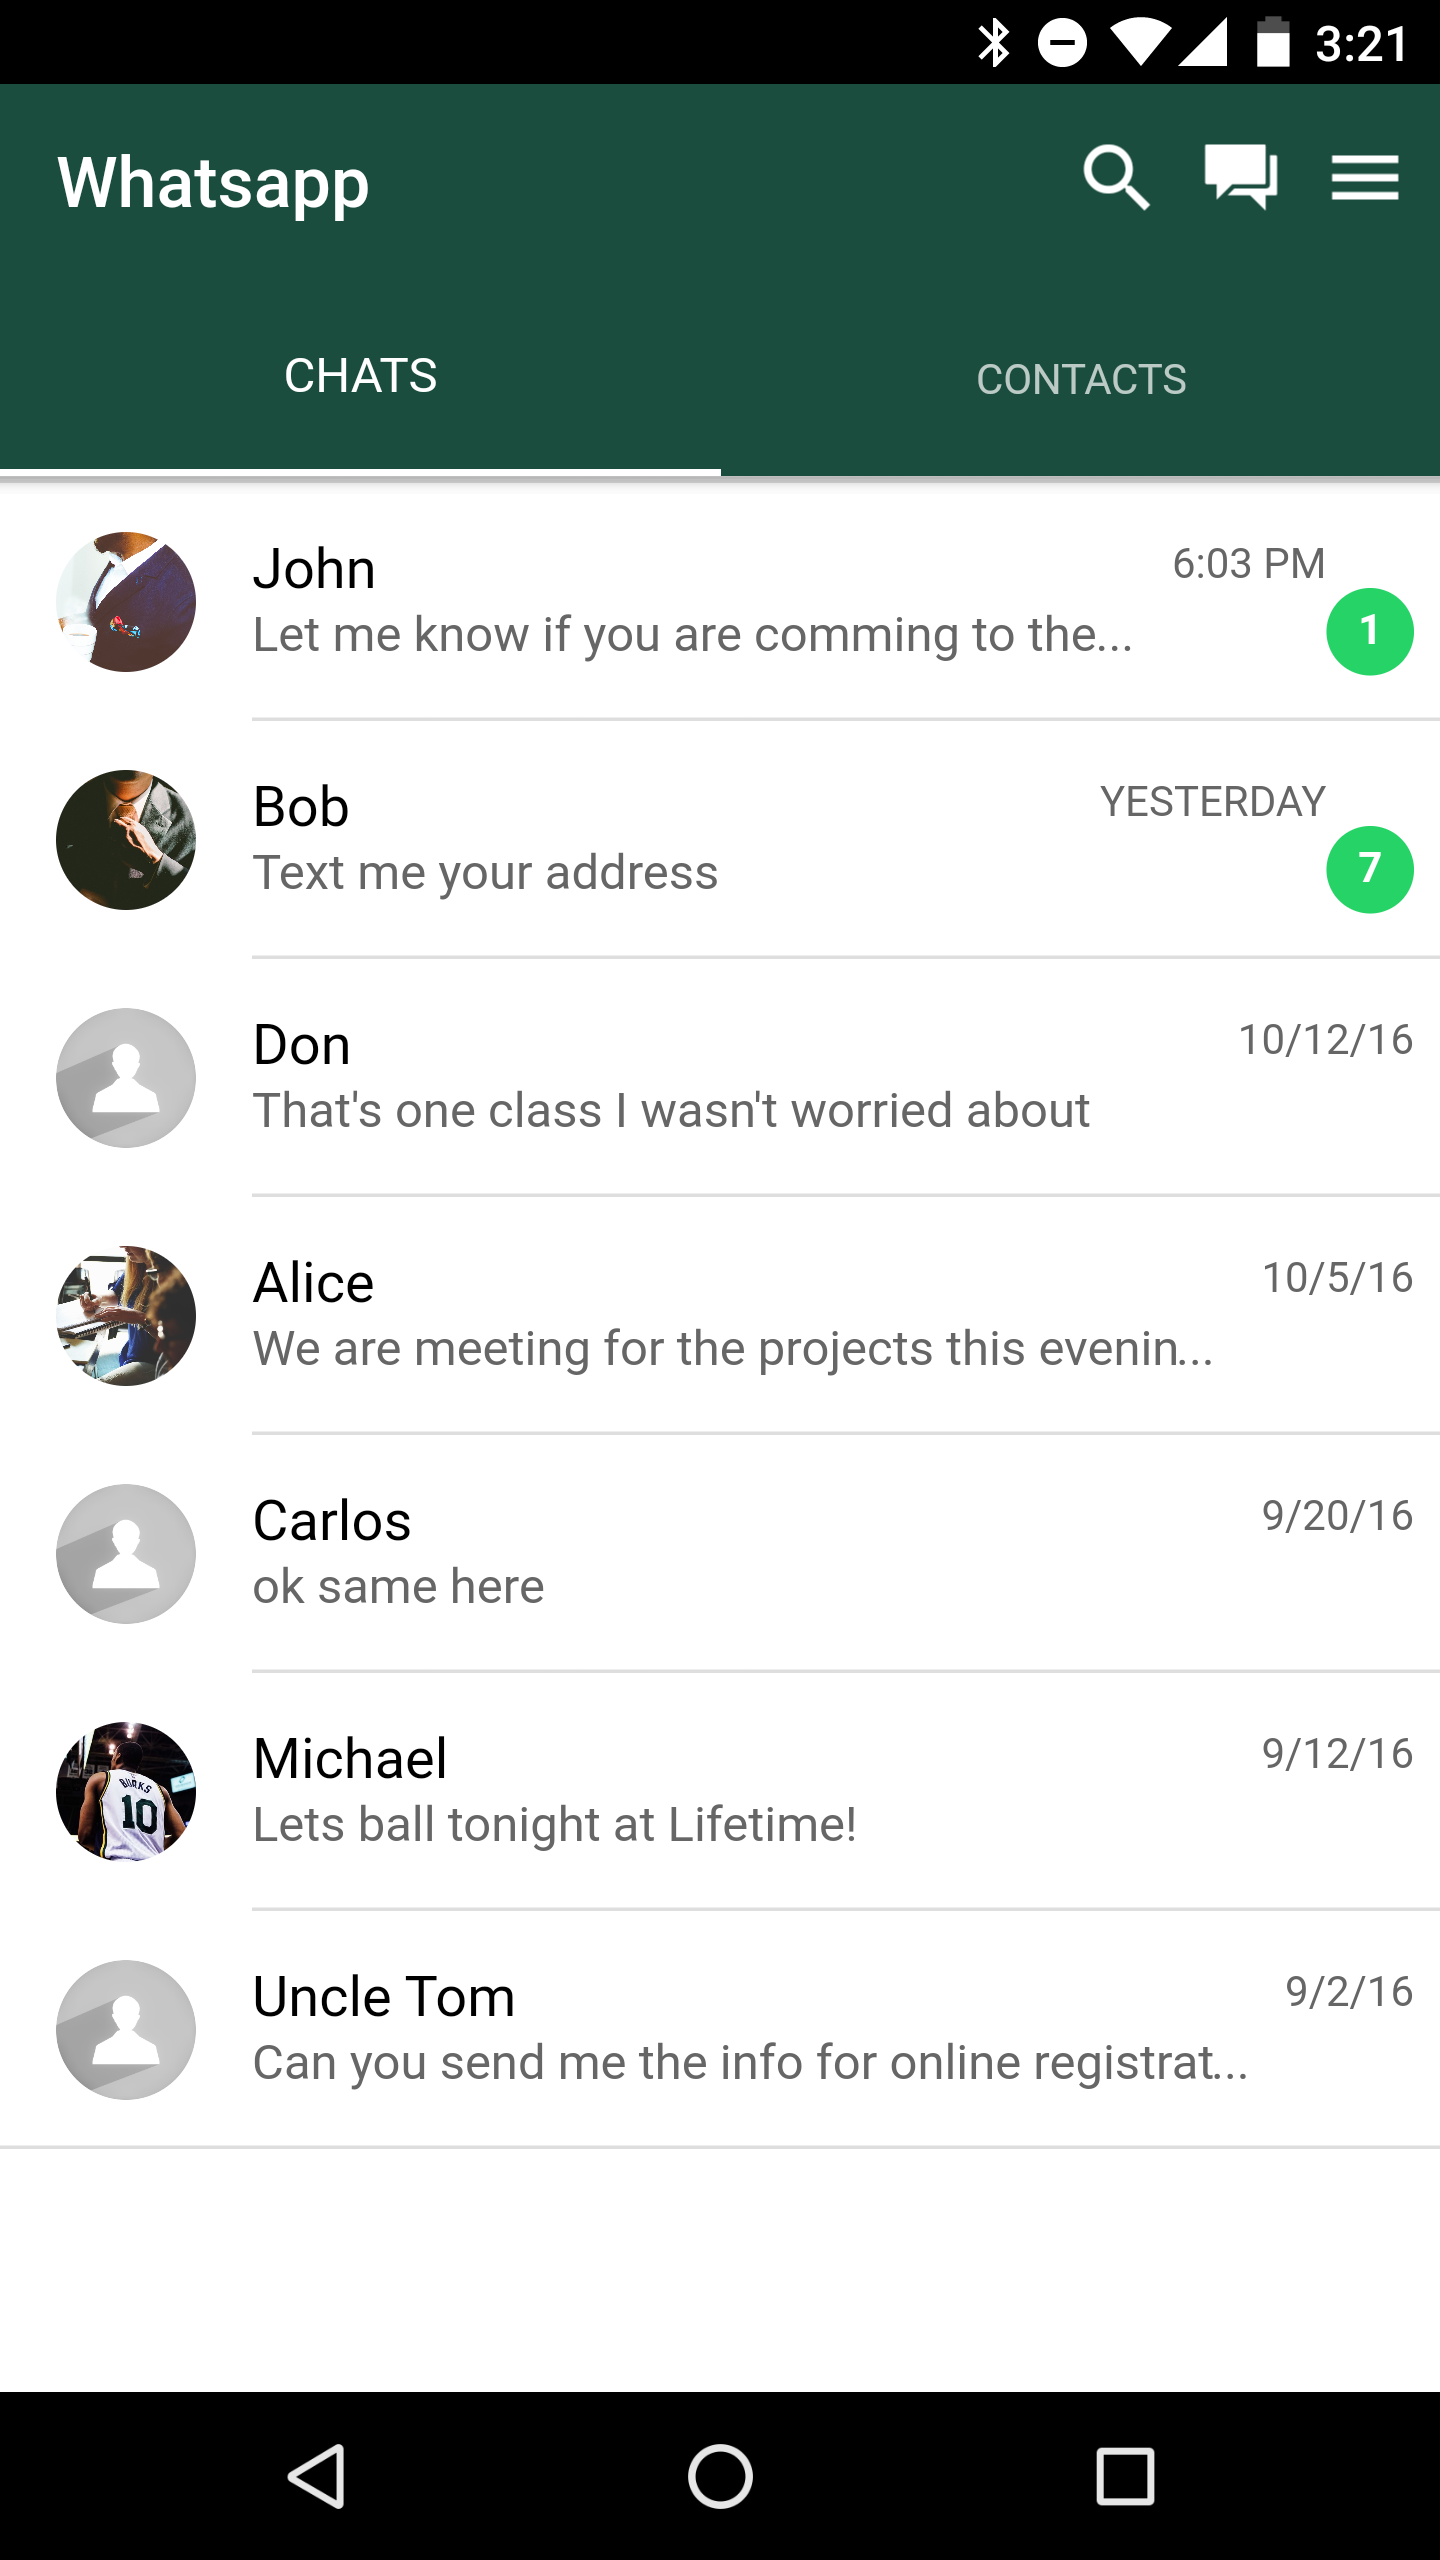 3:21
Whatsapp
CHATS
CONTACTS
John
6:03 PM
Let me know if you are comming to the...
1
Bob
YESTERDAY
Text me your address
7
Don
10/12/16
That's one class I wasn't worried about
Alice
10/5/16
We are meeting for the projects this evenin...
Carlos
9/20/16
ok same here
BURKS
10
Michael
9/12/16
Lets ball tonight at Lifetime!
Uncle Tom
9/2/16
Can you send me the info for online registrat...